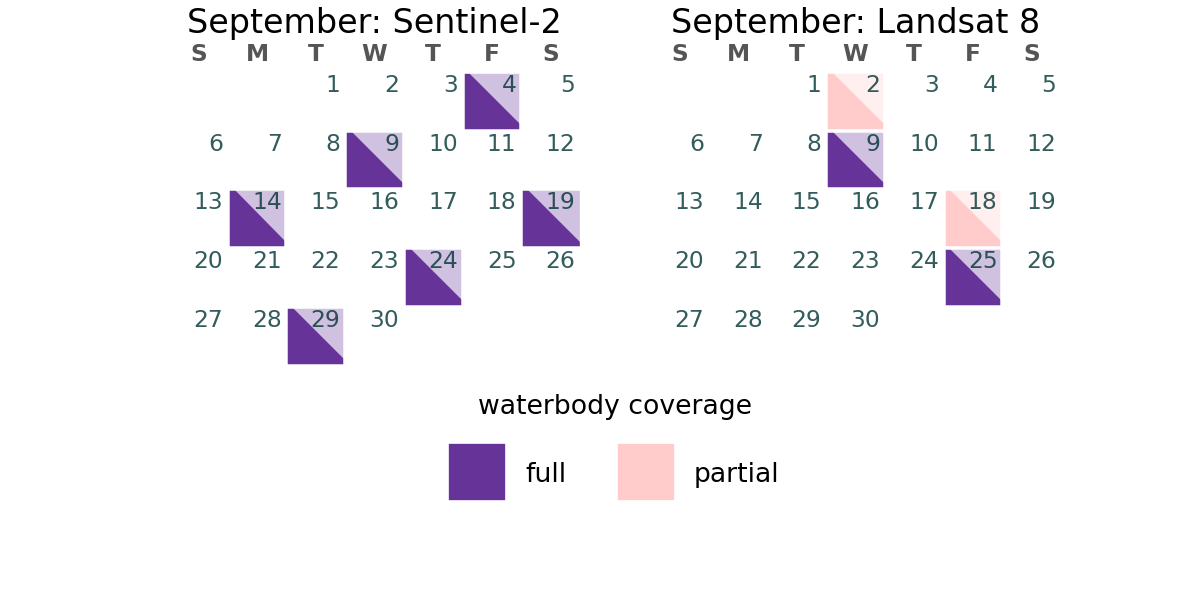 September: Sentinel-2
S M T W T F S
1 2 3 4 5
6 7 8 9 10 11 12
13 14 15 16 17 18 19
20 21 22 23 24 25 26
27 28 29 30
September: Landsat 8
S M T W T F S
1 2 3 4 5
6 7 8 9 10 11 12
13 14 15 16 17 18 19
20 21 22 23 24 25 26
27 28 29 30
waterbody coverage
full partial